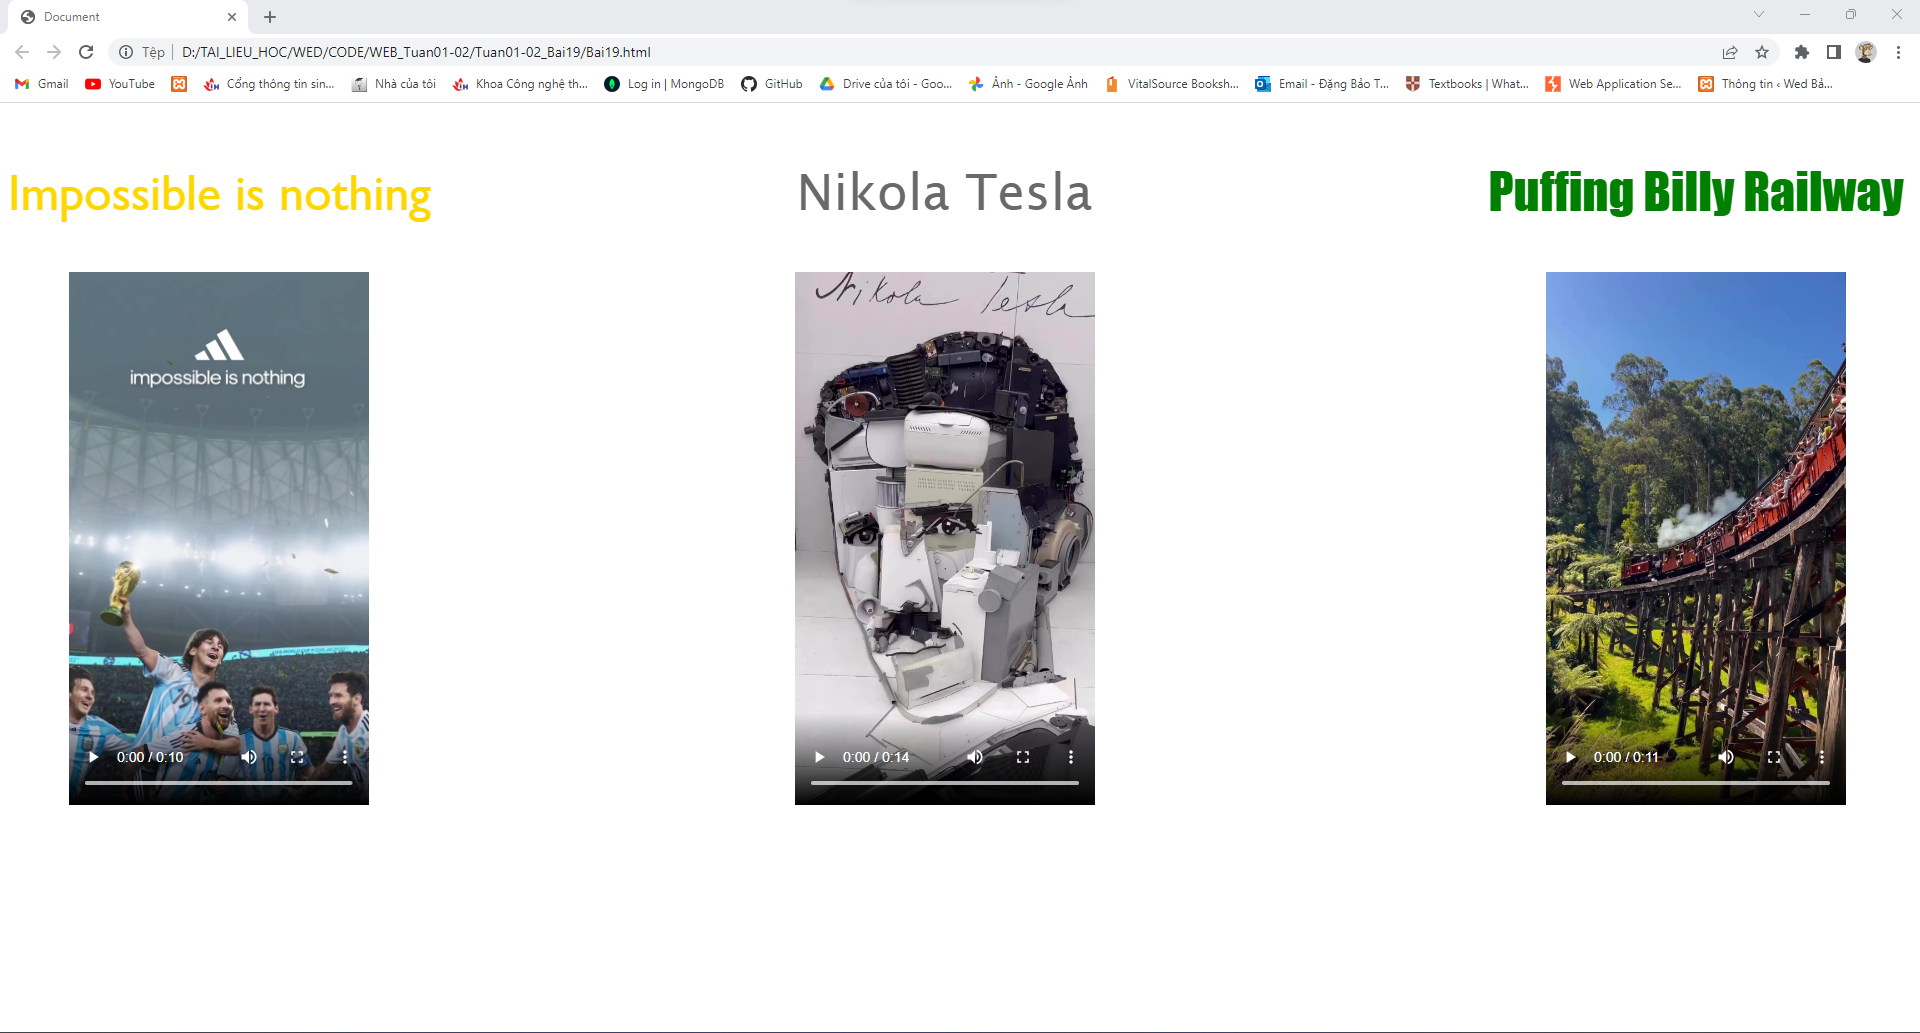 Document
Tệp D:/TAI_LIEU_HOC/WED/CODE/WEB_Tuan01-02/Tuan01-02_Bai19/Bai19.html
Gmail YouTube Cổng thông tin sin... Nhà của tôi Khoa Công nghệ th... Log in | MongoDB GitHub Drive của tôi - Goo... Ảnh - Google Ảnh VitalSource Booksh... Email - Đặng Bảo T... Textbooks | What... Web Application Se... Thông tin ‹ Wed Bả...
Impossible is nothing Nikola Tesla Puffing Billy Railway
Nikola Tesla
impossible is nothing
0:00 / 0:10 0:00 / 0:14 0:00 / 0:11